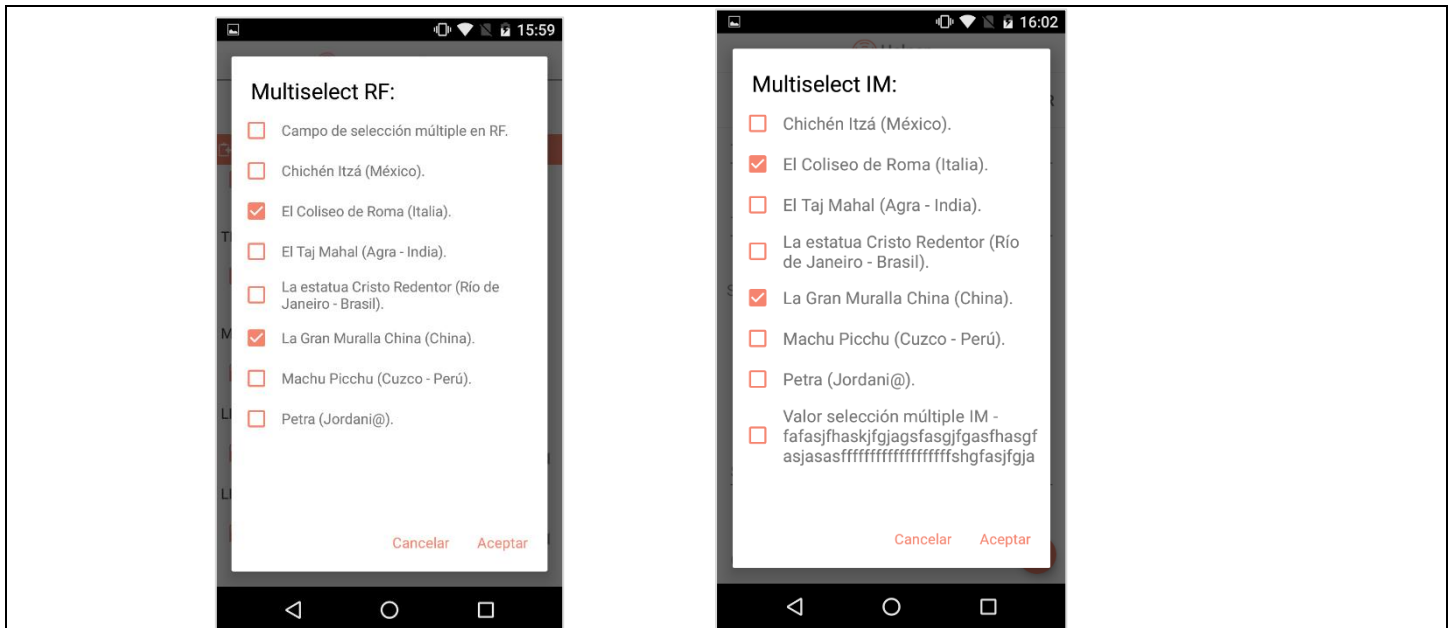 15:59
Multiselect RF:
Campo de selección múltiple en RF.
Chichén Itzá (México).
El Coliseo de Roma (Italia).
El Taj Mahal (Agra - India).
La estatua Cristo Redentor (Río de
Janeiro - Brasil).
La Gran Muralla China (China).
Machu Picchu (Cuzco - Perú).
Petra (Jordani@).
Cancelar Aceptar
16:02
Multiselect IM:
Chichén Itzá (México).
El Coliseo de Roma (Italia).
El Taj Mahal (Agra - India).
La estatua Cristo Redentor (Río
de Janeiro - Brasil).
La Gran Muralla China (China).
Machu Picchu (Cuzco - Perú).
Petra (Jordani@).
Valor selección múltiple IM -
fafasjfhaskjfgjagsfasgjfgasfhasgf
asjasasfffffffffffffffffffshgfasjfgja
Cancelar Aceptar